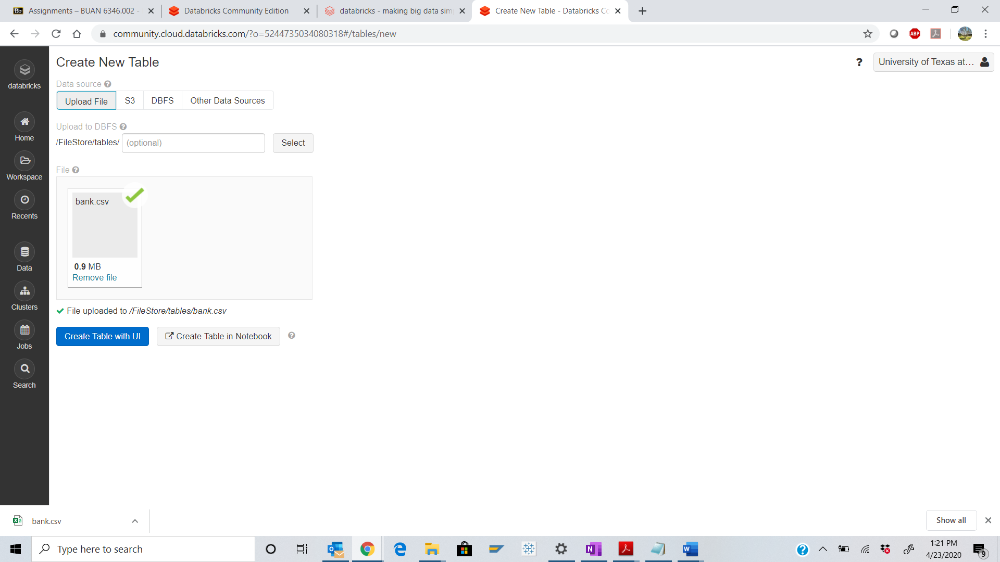 Bb Assignments – BUAN 6346.002 -
Databricks Community Edition
databricks - making big data sim
Create New Table - Databricks Co
community.cloud.databricks.com/?o=5244735034080318#/tables/new
ABP
databricks
Home
Workspace
Recents
Data
Clusters
Jobs
Search
Create New Table
? University of Texas at...
Data source ?
Upload File S3 DBFS Other Data Sources
Upload to DBFS ?
/FileStore/tables/ (optional) Select
File ?
bank.csv
0.9 MB
Remove file
File uploaded to /FileStore/tables/bank.csv
Create Table with UI Create Table in Notebook ?
bank.csv
Show all
Type here to search
1:21 PM
4/23/2020
9